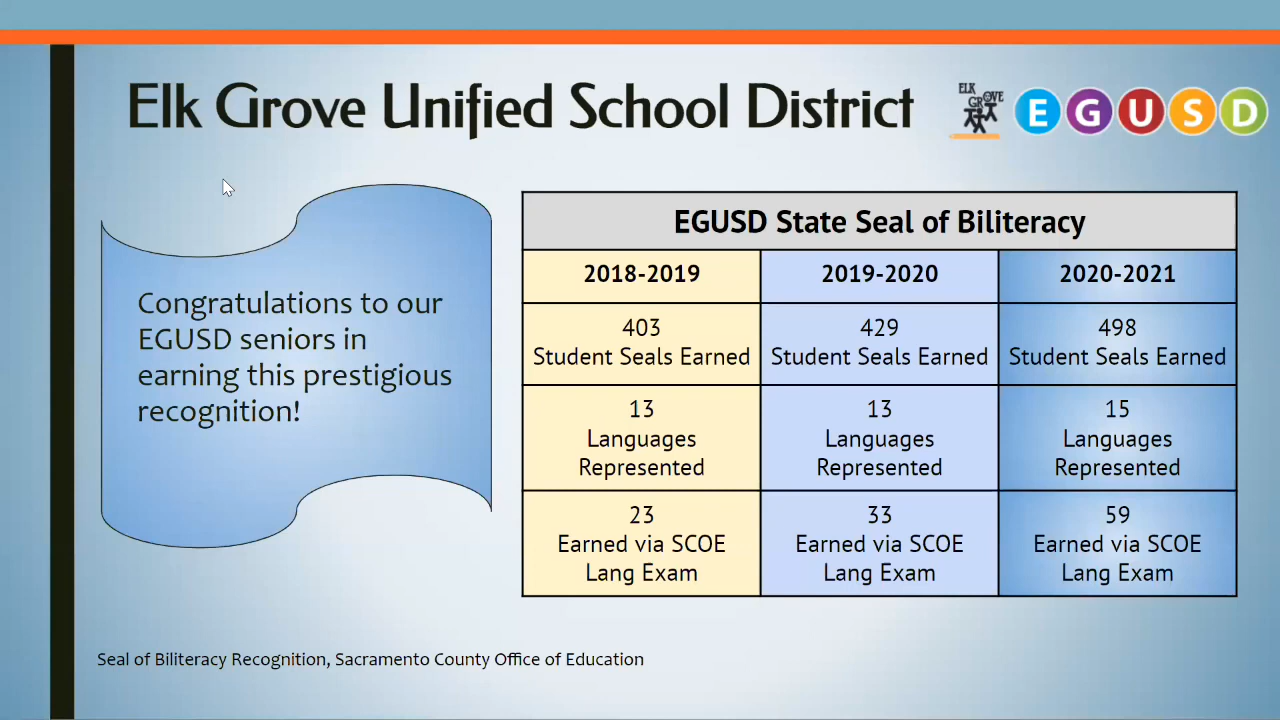 Elk Grove Unified School District
ELK
GROVE
EGUSD
Congratulations to our
EGUSD seniors in
earning this prestigious
recognition!
EGUSD State Seal of Biliteracy
2018-2019 2019-2020 2020-2021
403 429 498
Student Seals Earned Student Seals Earned Student Seals Earned
13 13 15
Languages Languages Languages
Represented Represented Represented
23 33 59
Earned via SCOE Earned via SCOE Earned via SCOE
Lang Exam Lang Exam Lang Exam
Seal of Biliteracy Recognition, Sacramento County Office of Education